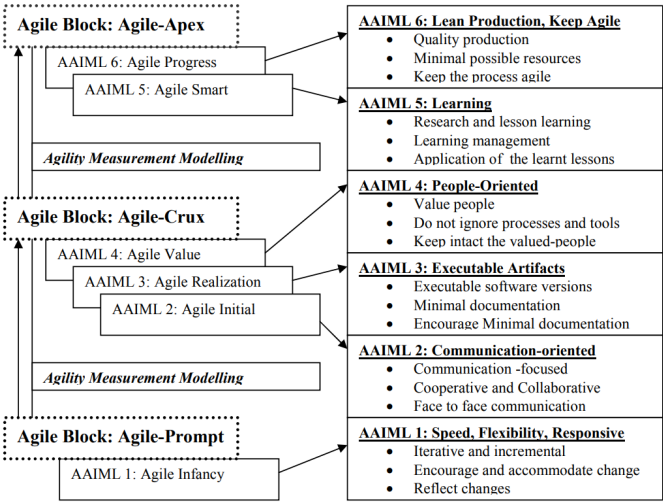 Agile Block: Agile-Apex
AAIML 6: Agile Progress
AAIML 5: Agile Smart
Agility Measurement Modelling
Agile Block: Agile-Crux
AAIML 4: Agile Value
AAIML 3: Agile Realization
AAIML 2: Agile Initial
Agility Measurement Modelling
Agile Block: Agile-Prompt
AAIML 1: Agile Infancy
AAIML 6: Lean Production, Keep Agile
• Quality production
• Minimal possible resources
• Keep the process agile
AAIML 5: Learning
• Research and lesson learning
• Learning management
• Application of the learnt lessons
AAIML 4: People-Oriented
• Value people
• Do not ignore processes and tools
• Keep intact the valued-people
AAIML 3: Executable Artifacts
• Executable software versions
• Minimal documentation
• Encourage Minimal documentation
AAIML 2: Communication-oriented
• Communication -focused
• Cooperative and Collaborative
• Face to face communication
AAIML 1: Speed, Flexibility, Responsive
• Iterative and incremental
• Encourage and accommodate change
• Reflect changes